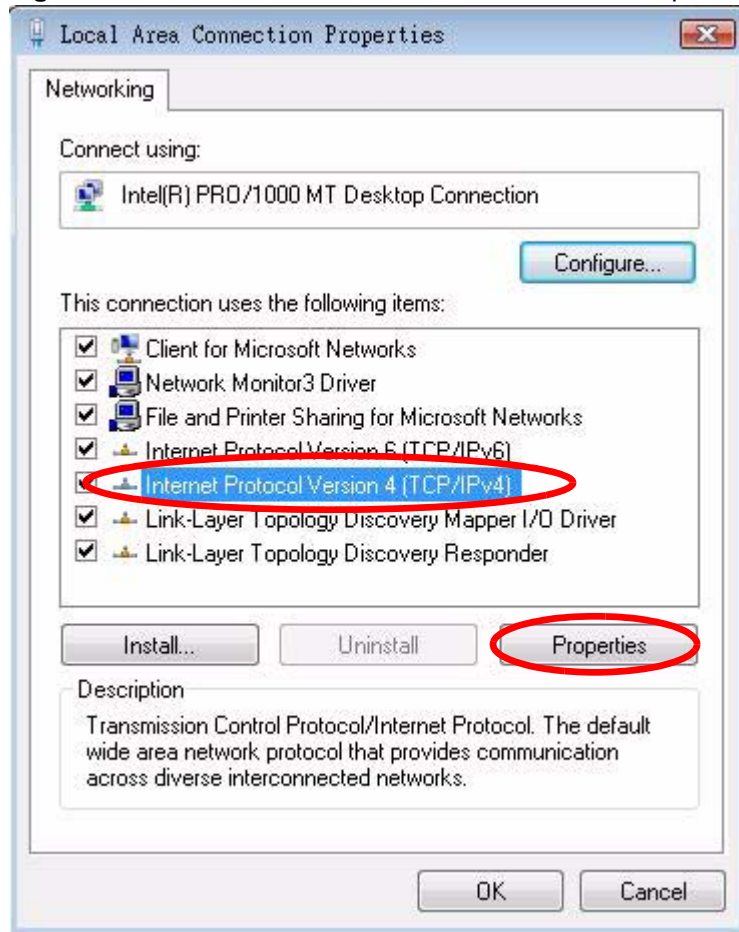 Local Area Connection Properties
Networking
Connect using:
Intel(R) PRO/1000 MT Desktop Connection
Configure...
This connection uses the following items:
Client for Microsoft Networks
Network Monitor3 Driver
File and Printer Sharing for Microsoft Networks
Internet Protocol Version 6 (TCP/IPv6)
Internet Protocol Version 4 (TCP/IPv4)
Link-Layer Topology Discovery Mapper I/O Driver
Link-Layer Topology Discovery Responder
Install...
Uninstall
Properties
Description
Transmission Control Protocol/Internet Protocol. The default
wide area network protocol that provides communication
across diverse interconnected networks.
OK
Cancel